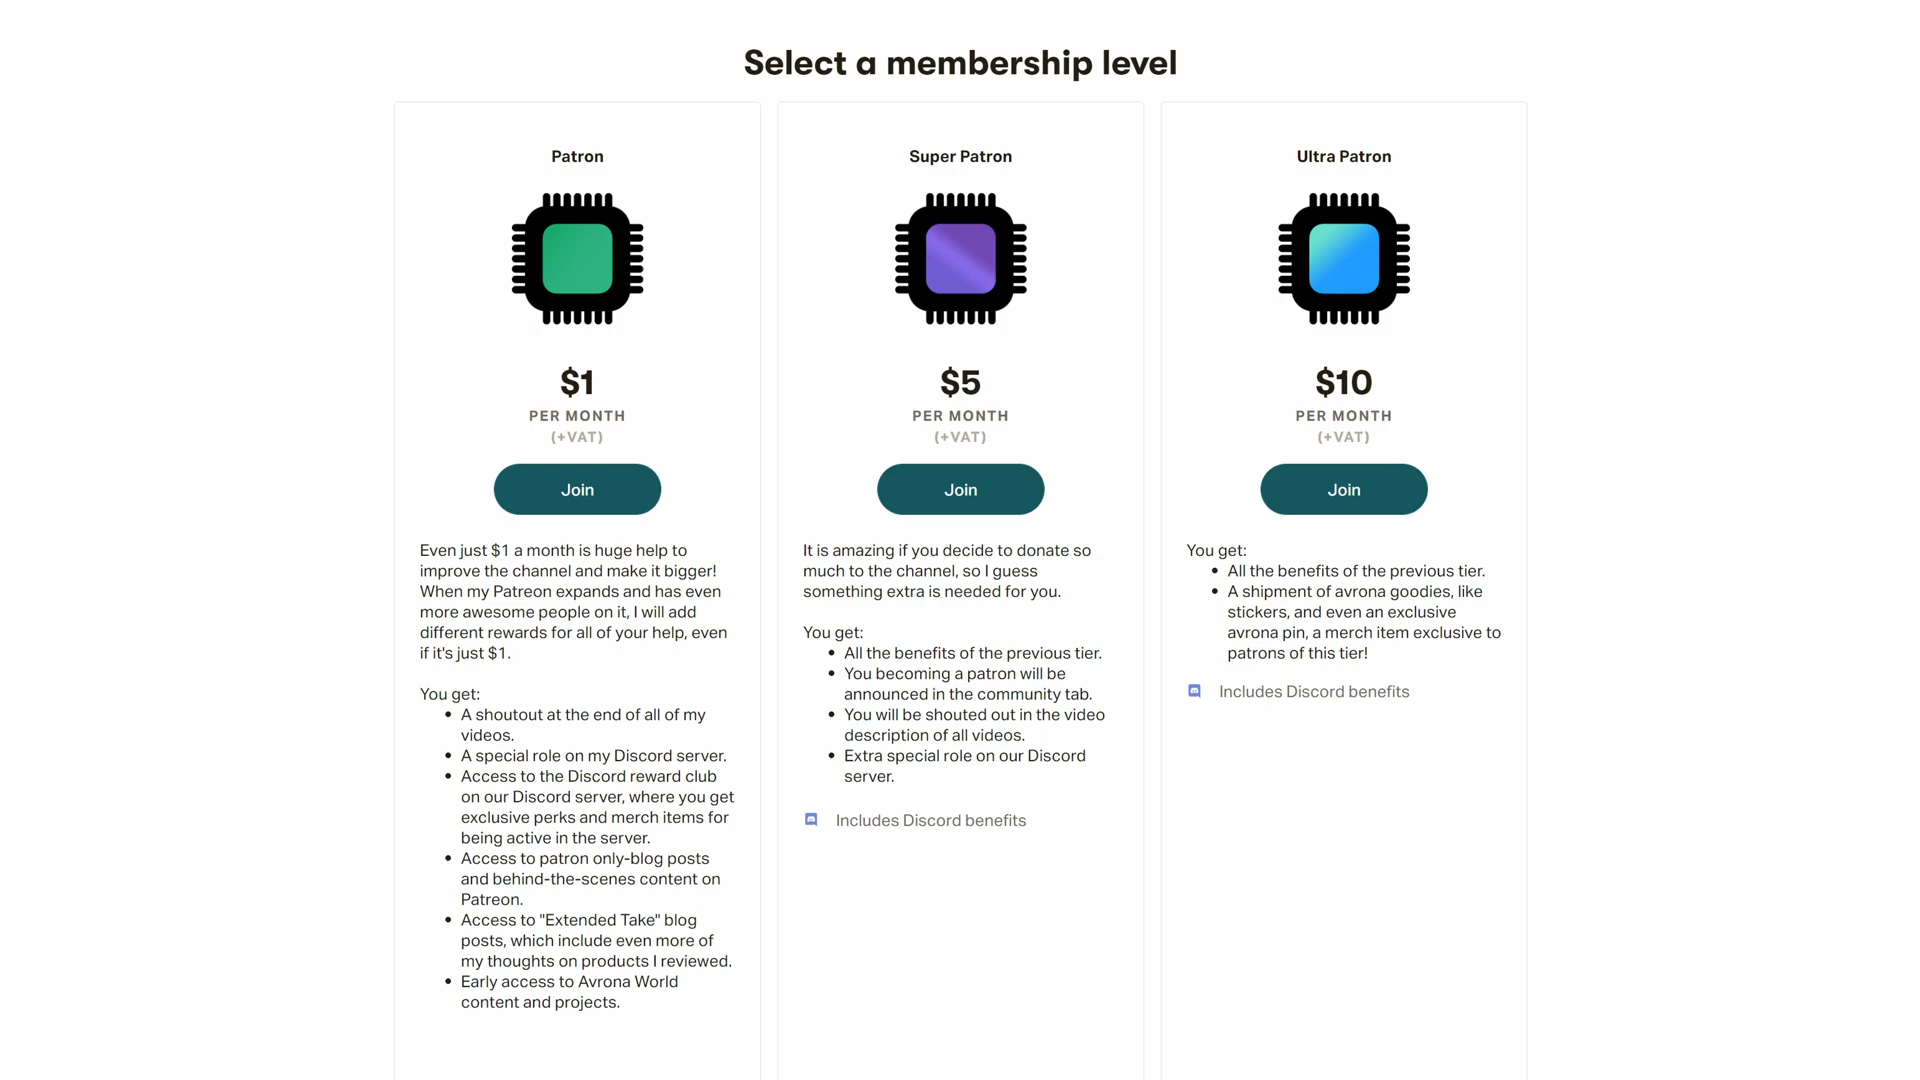 Select a membership level
Patron
$1
PER MONTH
(+VAT)
Join
Even just $1 a month is huge help to
improve the channel and make it bigger!
When my Patreon expands and has even
more awesome people on it, I will add
different rewards for all of your help, even
if it's just $1.
You get:
• A shoutout at the end of all of my
videos.
• A special role on my Discord server.
• Access to the Discord reward club
on our Discord server, where you get
exclusive perks and merch items for
being active in the server.
• Access to patron only-blog posts
and behind-the-scenes content on
Patreon.
• Access to "Extended Take" blog
posts, which include even more of
my thoughts on products I reviewed.
• Early access to Avrona World
content and projects.
Super Patron
$5
PER MONTH
(+VAT)
Join
It is amazing if you decide to donate so
much to the channel, so I guess
something extra is needed for you.
You get:
• All the benefits of the previous tier.
• You becoming a patron will be
announced in the community tab.
• You will be shouted out in the video
description of all videos.
• Extra special role on our Discord
server.
Includes Discord benefits
Ultra Patron
$10
PER MONTH
(+VAT)
Join
You get:
• All the benefits of the previous tier.
• A shipment of avrona goodies, like
stickers, and even an exclusive
avrona pin, a merch item exclusive to
patrons of this tier!
Includes Discord benefits